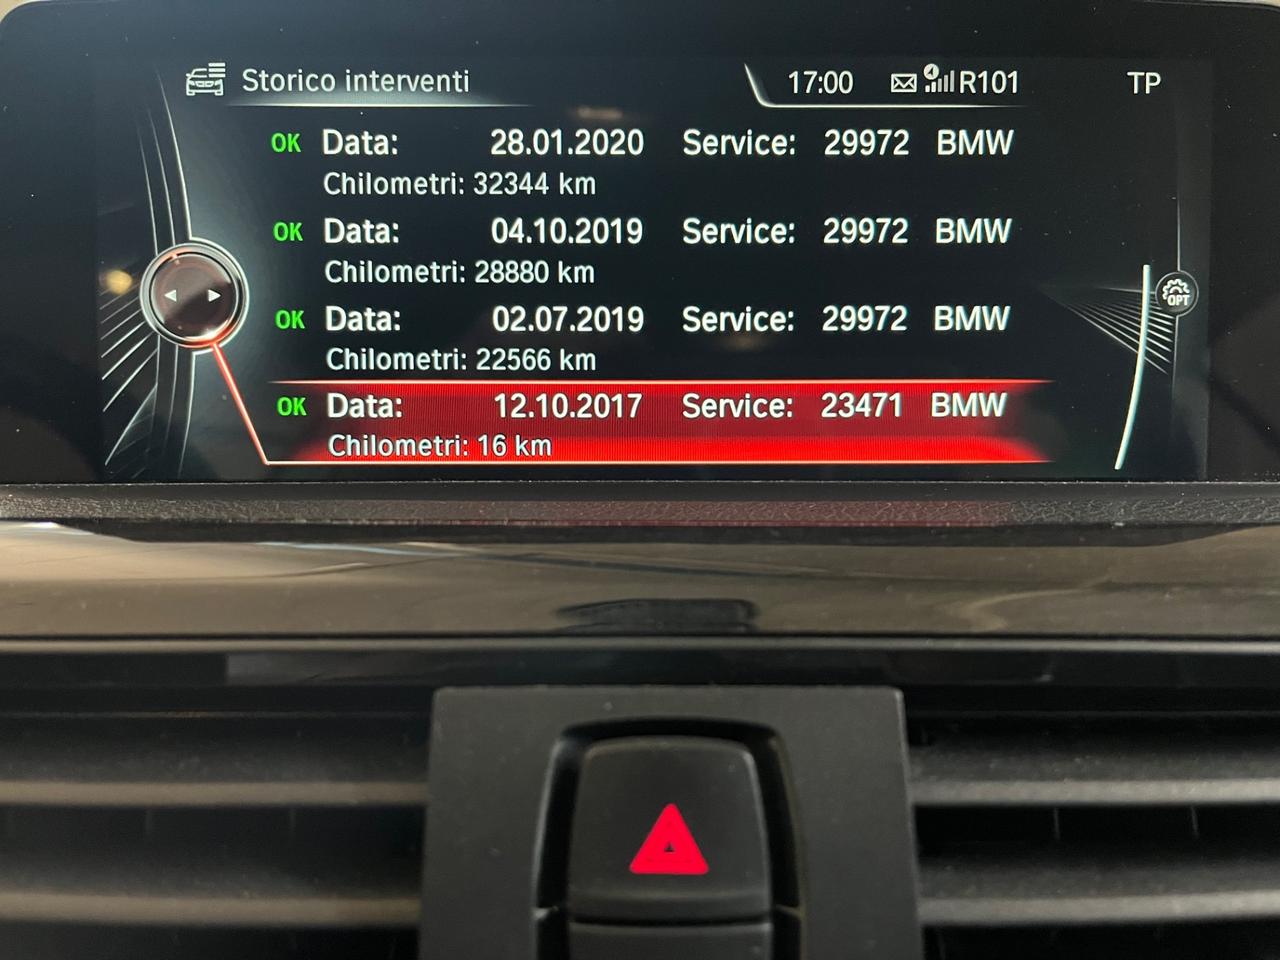 Storico interventi 17:00 R101 TP
OK Data: 28.01.2020 Service: 29972 BMW
Chilometri: 32344 km
OK Data: 04.10.2019 Service: 29972 BMW
Chilometri: 28880 km
OK Data: 02.07.2019 Service: 29972 BMW
Chilometri: 22566 km
OPT
OK Data: 12.10.2017 Service: 23471 BMW
Chilometri: 16 km